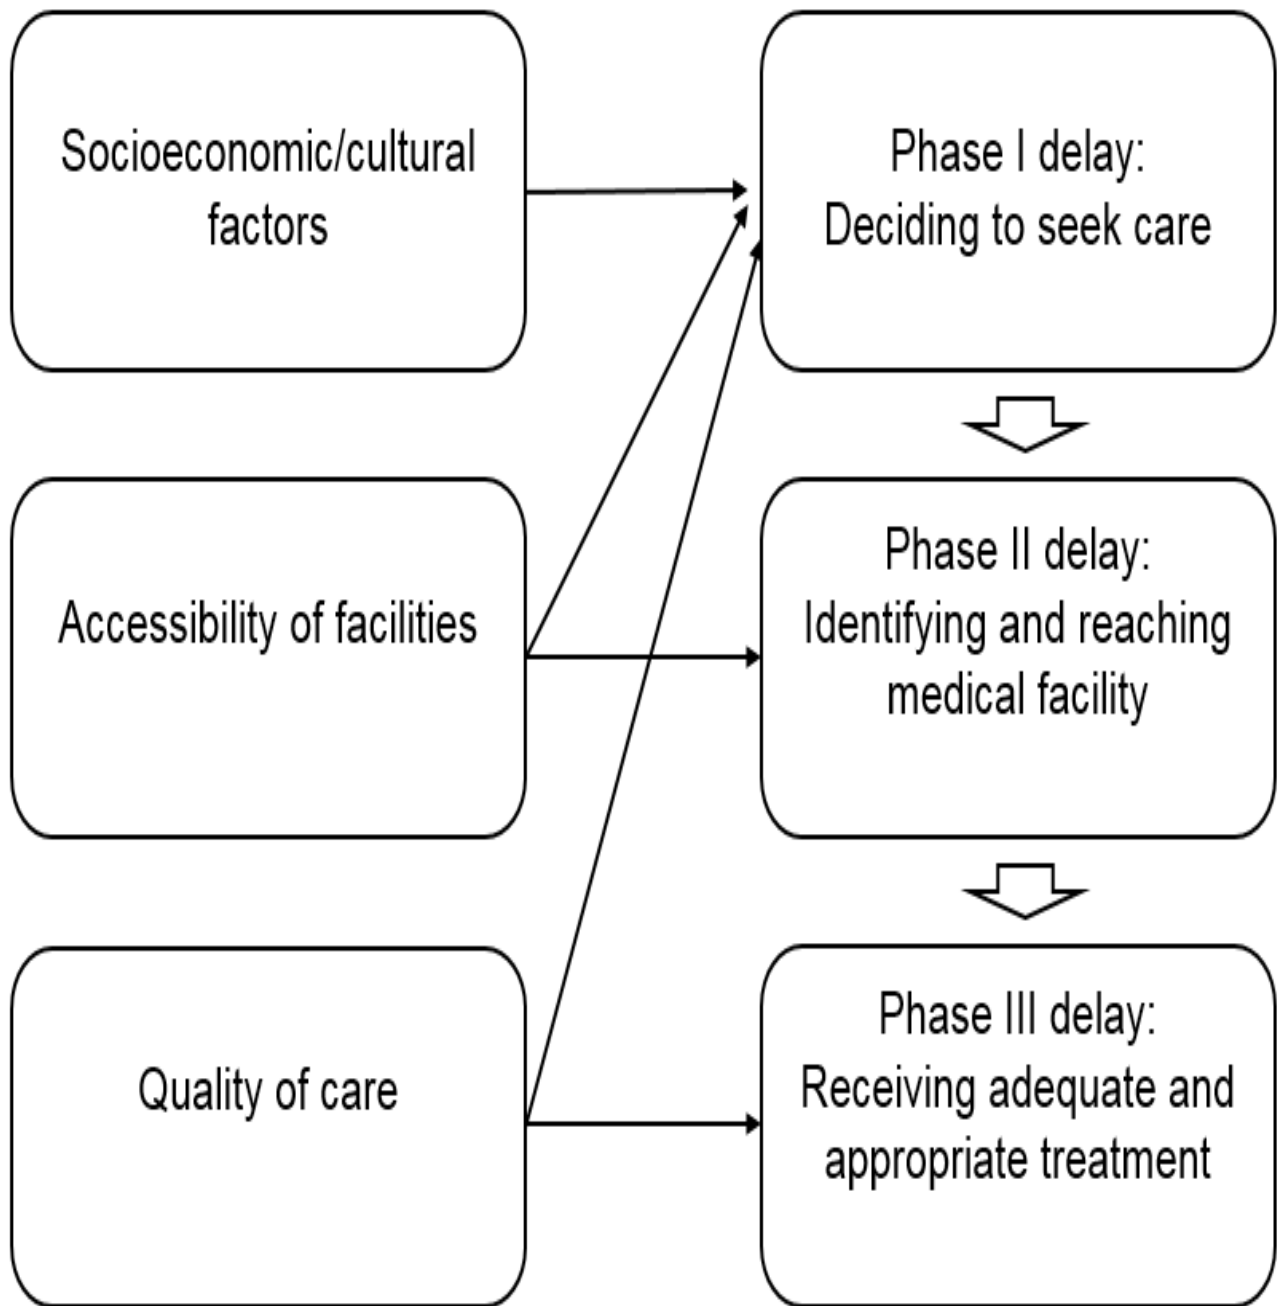 Socioeconomic/cultural
factors
Phase I delay:
Deciding to seek care
Accessibility of facilities
Phase II delay:
Identifying and reaching
medical facility
Quality of care
Phase III delay:
Receiving adequate and
appropriate treatment